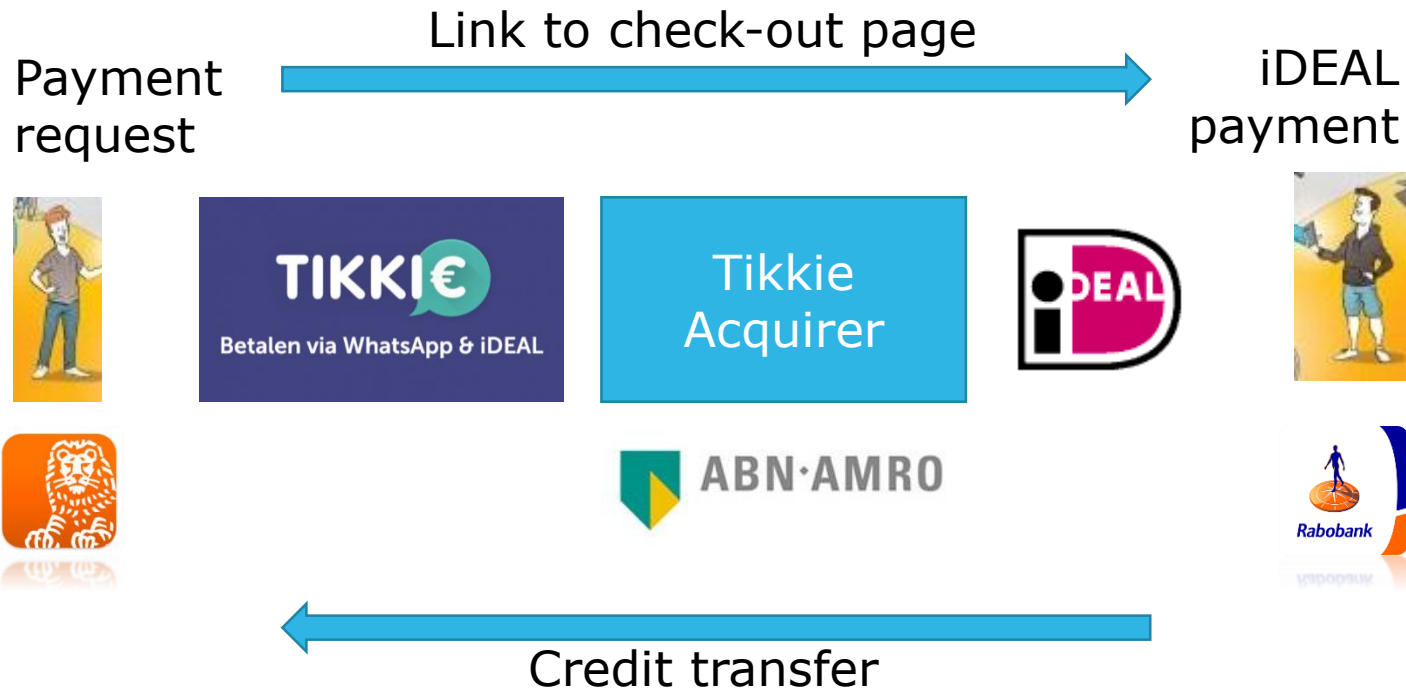 Link to check-out page
Payment
request
iDEAL
payment
TIKKI€
Betalen via WhatsApp & iDEAL
Tikkie
Acquirer
iDEAL
ABN·AMRO
Rabobank
Credit transfer